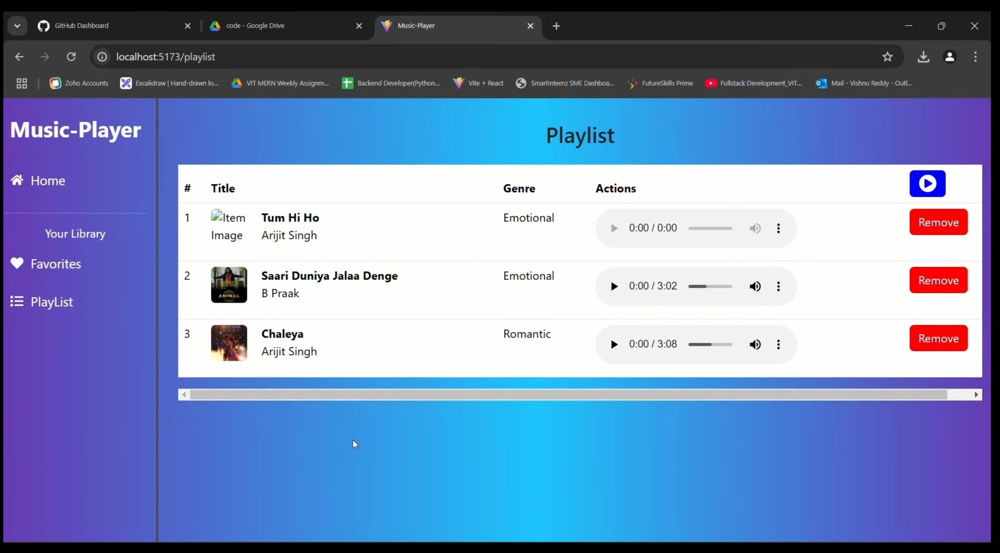 GitHub Dashboard
code - Google Drive
Music-Player
localhost:5173/playlist
Zoho Accounts
Excalidraw | Hand-drawn lo...
VIT MERN Weekly Assignm...
Backend Developer(Python...
Vite + React
SmartInternz SME Dashboa...
FutureSkills Prime
Fullstack Development_VIT...
Mail - Vishnu Reddy - Outl...
Music-Player
Home
Your Library
Favorites
PlayList
Playlist
# Title Genre Actions
1 Item Image Tum Hi Ho Emotional 0:00 / 0:00 Remove
Arijit Singh
2 Saari Duniya Jalaa Denge Emotional 0:00 / 3:02 Remove
B Praak
ANIMAL
3 Chaleya Romantic 0:00 / 3:08 Remove
Arijit Singh